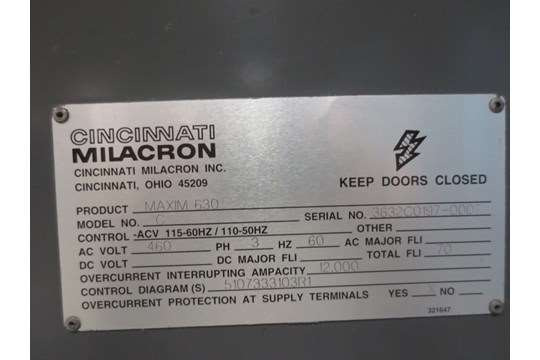 CINCINNATI
MILACRON
CINCINNATI MILACRON INC.
CINCINNATI, OHIO 45209
KEEP DOORS CLOSED
PRODUCT MAXIM 630
MODEL NO. C SERIAL NO.
CONTROL -ACV 115-60HZ / 110-50HZ OTHER
AC VOLT 460 PH 3 HZ 60 AC MAJOR FLI
DC VOLT DC MAJOR FLI TOTAL FLI 70
OVERCURRENT INTERRUPTING AMPACITY 12,000
CONTROL DIAGRAM (S) 5107333103R1
OVERCURRENT PROTECTION AT SUPPLY TERMINALS YES X NO
321647